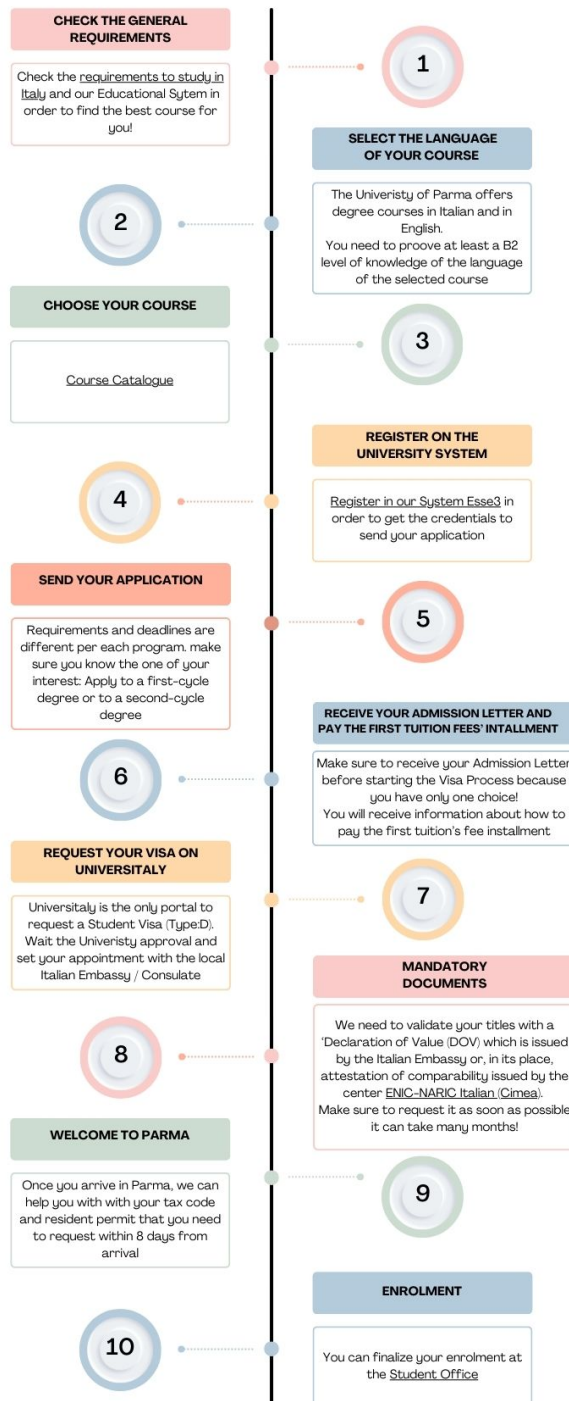 CHECK THE GENERAL
REQUIREMENTS
1
Check the requirements to study in
Italy and our Educational Sytem in
order to find the best course for
you!
SELECT THE LANGUAGE
OF YOUR COURSE
2
The Univeristy of Parma offers
degree courses in Italian and in
English.
You need to proove at least a B2
level of knowledge of the language
of the selected course
CHOOSE YOUR COURSE
3
Course Catalogue
REGISTER ON THE
UNIVERSITY SYSTEM
4
Register in our System Esse3 in
order to get the credentials to
send your application
SEND YOUR APPLICATION
5
Requirements and deadlines are
different per each program. make
sure you know the one of your
interest: Apply to a first-cycle
degree or to a second-cycle
degree
RECEIVE YOUR ADMISSION LETTER AND
PAY THE FIRST TUITION FEES' INTALLMENT
6
Make sure to receive your Admission Letter
before starting the Visa Process because
you have only one choice!
You will receive information about how to
pay the first tuition's fee installment
REQUEST YOUR VISA ON
UNIVERSITALY
7
Universitaly is the only portal to
request a Student Visa (Type:D).
Wait the Univeristy approval and
set your appointment with the local
Italian Embassy / Consulate
MANDATORY
DOCUMENTS
8
We need to validate your titles with a
'Declaration of Value (DOV) which is issued
by the Italian Embassy or, in its place,
attestation of comparability issued by the
center ENIC-NARIC Italian (Cimea).
Make sure to request it as soon as possible
it can take many months!
WELCOME TO PARMA
9
Once you arrive in Parma, we can
help you with with your tax code
and resident permit that you need
to request within 8 days from
arrival
ENROLMENT
10
You can finalize your enrolment at
the Student Office